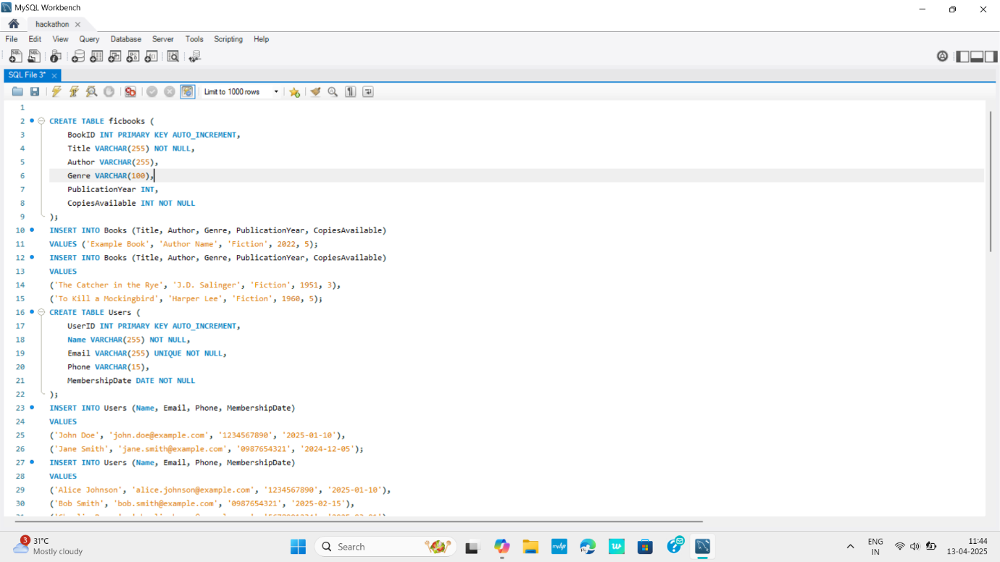 MySQL Workbench
hackathon
File Edit View Query Database Server Tools Scripting Help
SQL File 3*
Limit to 1000 rows
1
2 CREATE TABLE ficbooks (
3 BookID INT PRIMARY KEY AUTO_INCREMENT,
4 Title VARCHAR(255) NOT NULL,
5 Author VARCHAR(255),
6 Genre VARCHAR(100),
7 PublicationYear INT,
8 CopiesAvailable INT NOT NULL
9 );
10 INSERT INTO Books (Title, Author, Genre, PublicationYear, CopiesAvailable)
11 VALUES ('Example Book', 'Author Name', 'Fiction', 2022, 5);
12 INSERT INTO Books (Title, Author, Genre, PublicationYear, CopiesAvailable)
13 VALUES
14 ('The Catcher in the Rye', 'J.D. Salinger', 'Fiction', 1951, 3),
15 ('To Kill a Mockingbird', 'Harper Lee', 'Fiction', 1960, 5);
16 CREATE TABLE Users (
17 UserID INT PRIMARY KEY AUTO_INCREMENT,
18 Name VARCHAR(255) NOT NULL,
19 Email VARCHAR(255) UNIQUE NOT NULL,
20 Phone VARCHAR(15),
21 MembershipDate DATE NOT NULL
22 );
23 INSERT INTO Users (Name, Email, Phone, MembershipDate)
24 VALUES
25 ('John Doe', 'john.doe@example.com', '1234567890', '2025-01-10'),
26 ('Jane Smith', 'jane.smith@example.com', '0987654321', '2024-12-05');
27 INSERT INTO Users (Name, Email, Phone, MembershipDate)
28 VALUES
29 ('Alice Johnson', 'alice.johnson@example.com', '1234567890', '2025-01-10'),
30 ('Bob Smith', 'bob.smith@example.com', '0987654321', '2025-02-15'),
3
31°C
Mostly cloudy
Search
myhp
ENG
IN
11:44
13-04-2025